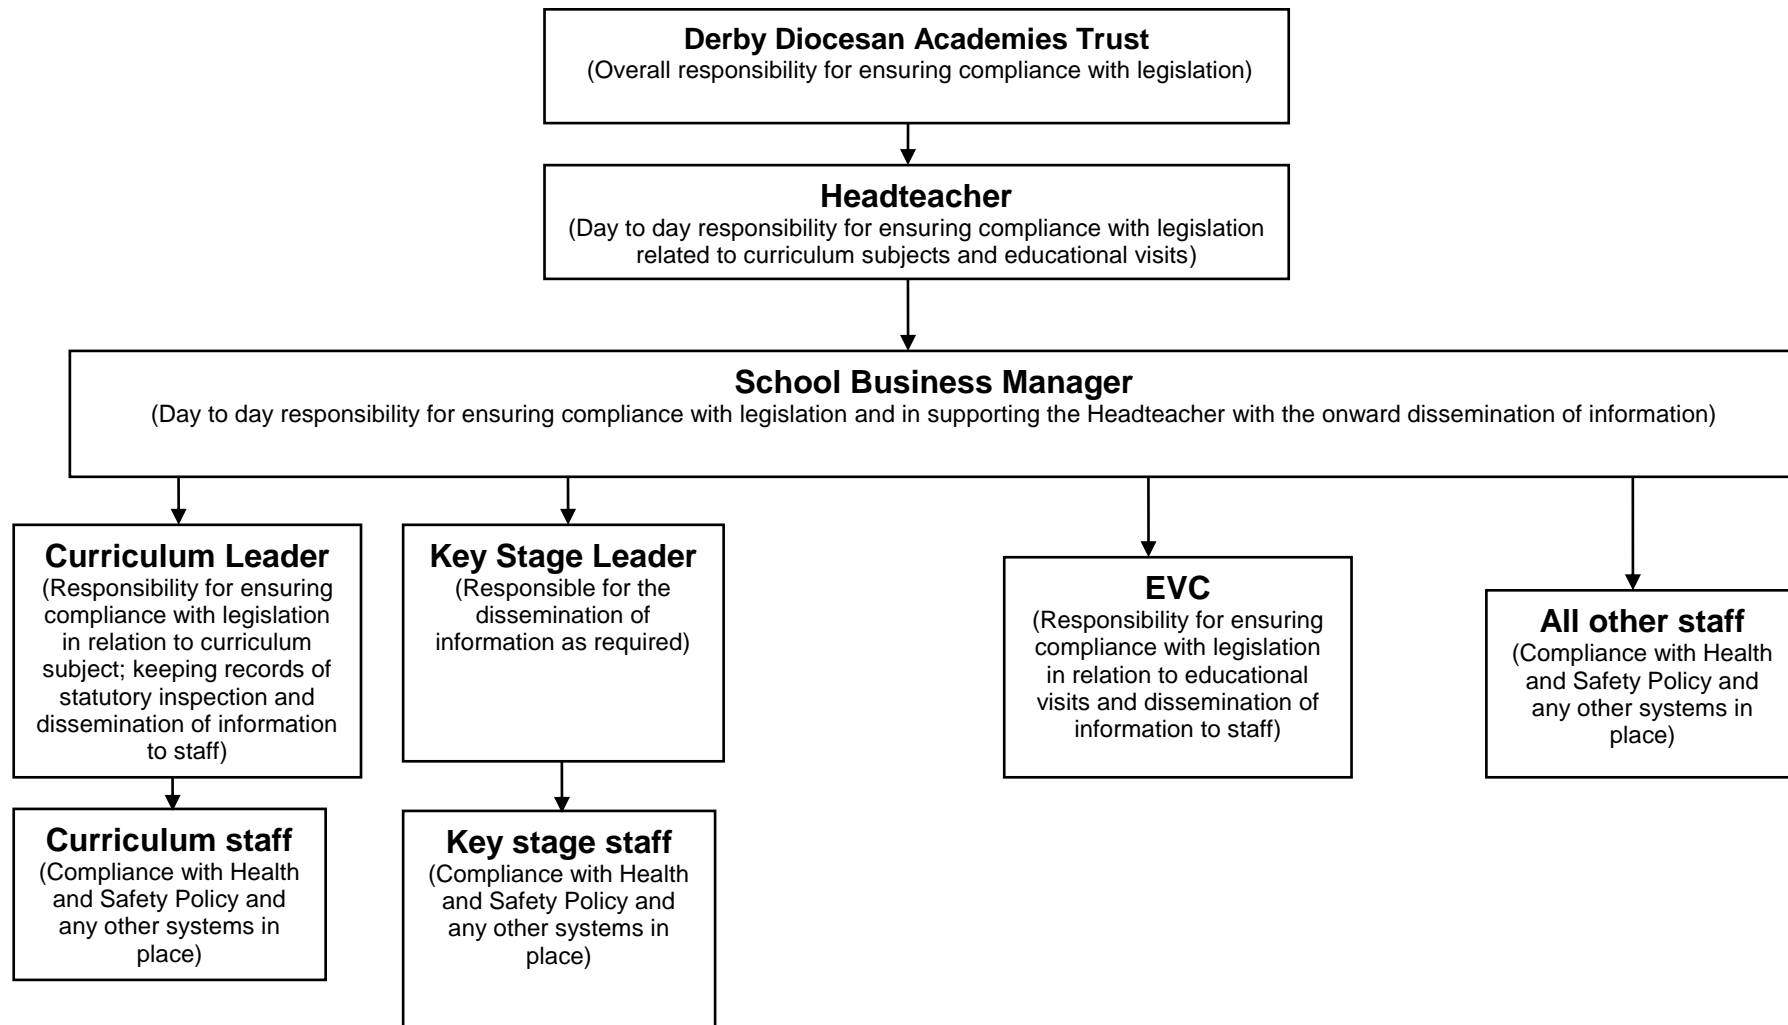 Derby Diocesan Academies Trust
(Overall responsibility for ensuring compliance with legislation)
Headteacher
(Day to day responsibility for ensuring compliance with legislation
related to curriculum subjects and educational visits)
School Business Manager
(Day to day responsibility for ensuring compliance with legislation and in supporting the Headteacher with the onward dissemination of information)
Curriculum Leader
(Responsibility for ensuring
compliance with legislation
in relation to curriculum
subject; keeping records of
statutory inspection and
dissemination of information
to staff)
Key Stage Leader
(Responsible for the
dissemination of
information as required)
EVC
(Responsibility for ensuring
compliance with legislation
in relation to educational
visits and dissemination of
information to staff)
All other staff
(Compliance with Health
and Safety Policy and
any other systems in
place)
Curriculum staff
(Compliance with Health
and Safety Policy and
any other systems in
place)
Key stage staff
(Compliance with Health
and Safety Policy and
any other systems in
place)